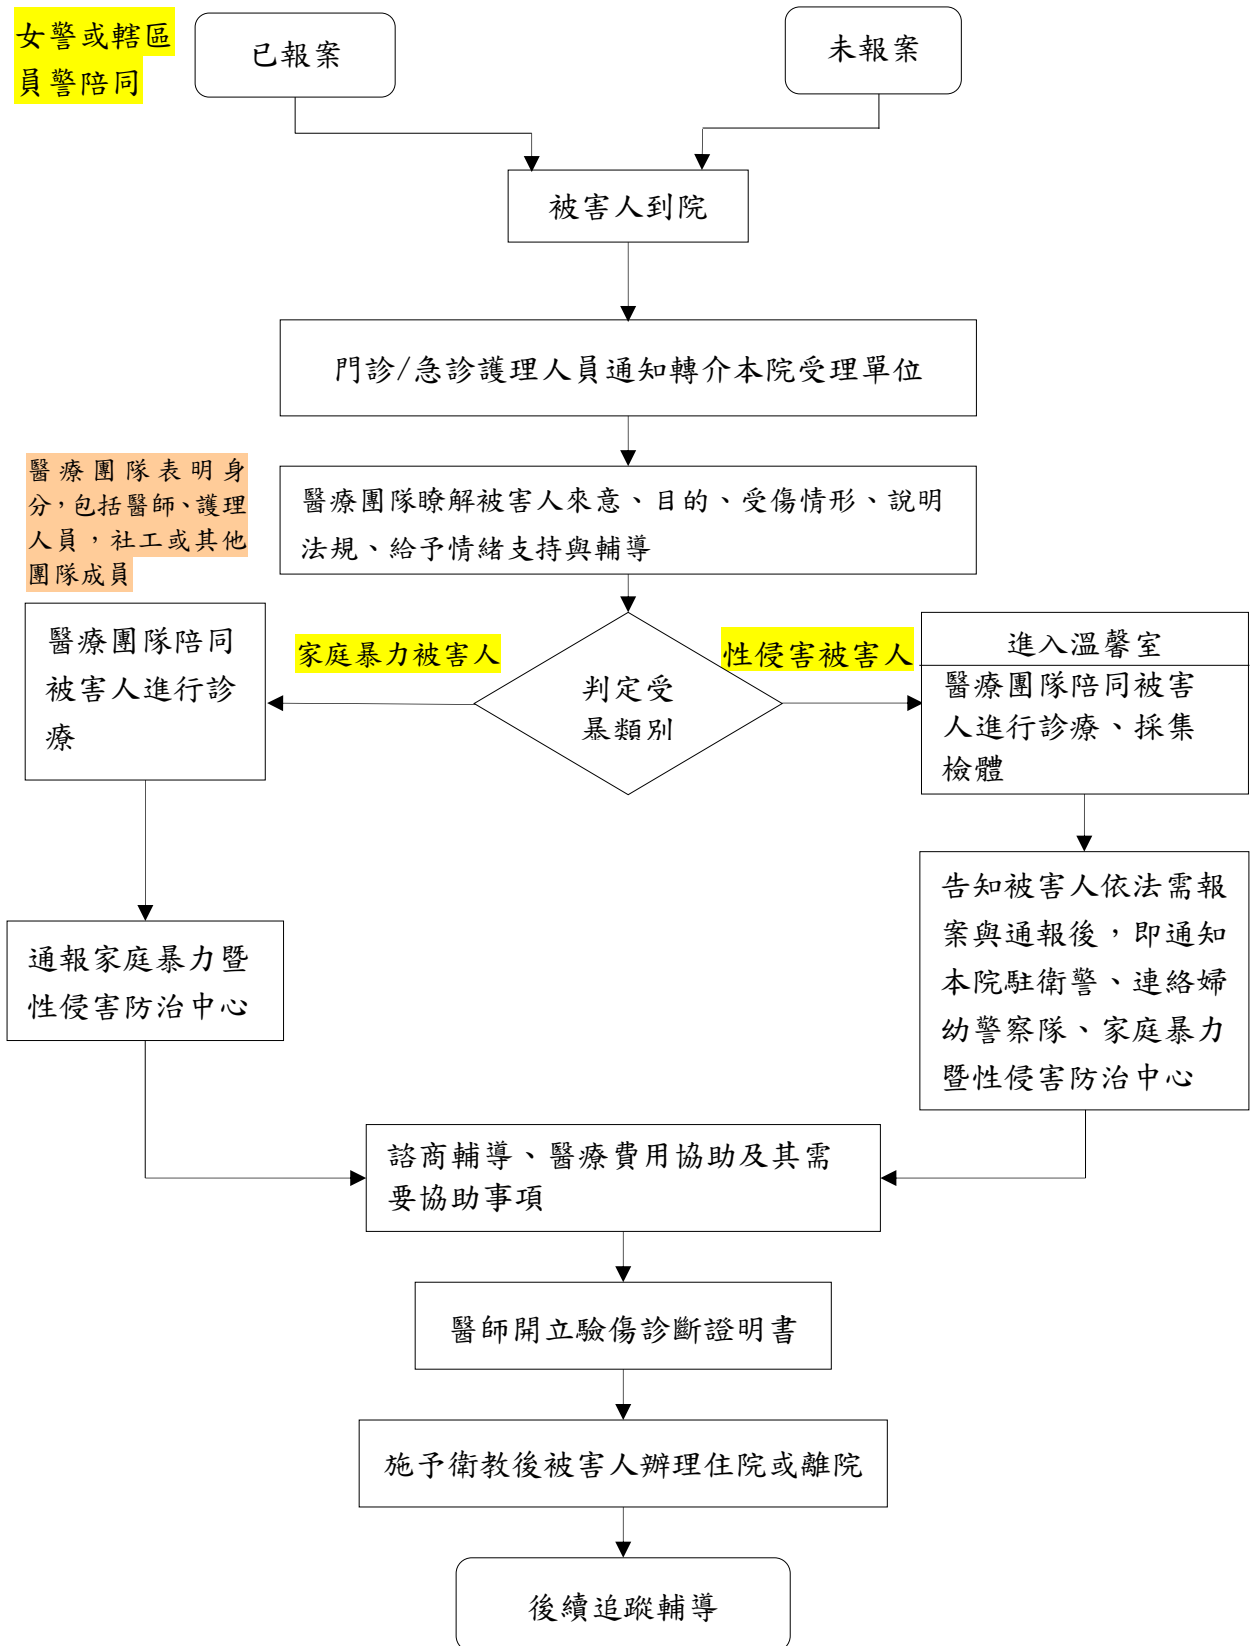 女警或轄區
員警陪同
已報案
未報案
被害人到院
門診/急診護理人員通知轉介本院受理單位
醫療團隊表明身
分，包括醫師、護理
人員，社工或其他
團隊成員
醫療團隊瞭解被害人來意、目的、受傷情形、說明
法規、給予情緒支持與輔導
醫療團隊陪同
被害人進行診
療
家庭暴力被害人
判定受
暴類別
性侵害被害人
進入溫馨室
醫療團隊陪同被害
人進行診療、採集
檢體
通報家庭暴力暨
性侵害防治中心
告知被害人依法需報
案與通報後，即通知
本院駐衛警、連絡婦
幼警察隊、家庭暴力
暨性侵害防治中心
諮商輔導、醫療費用協助及其需
要協助事項
醫師開立驗傷診斷證明書
施予衛教後被害人辦理住院或離院
後續追蹤輔導